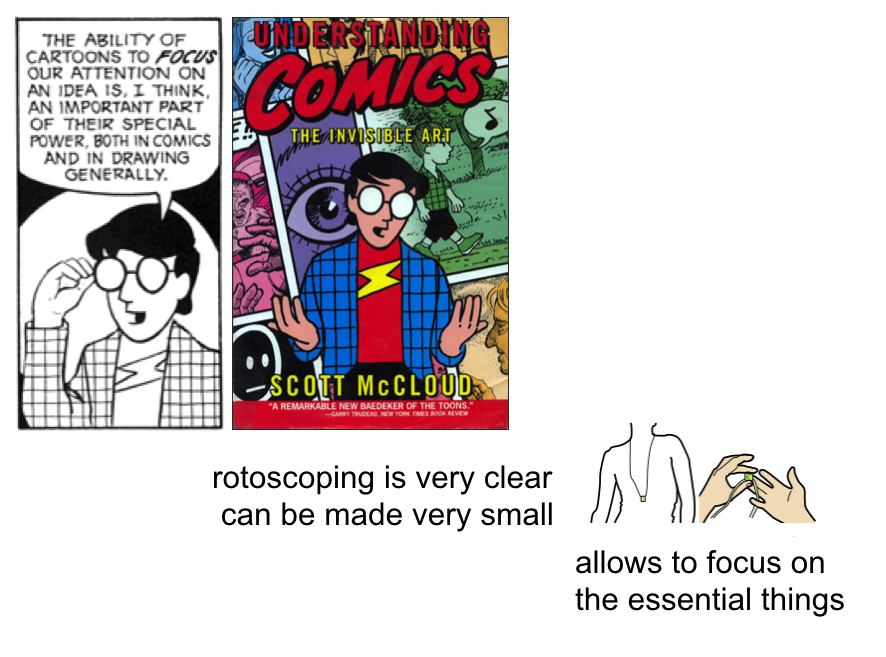 THE ABILITY OF
CARTOONS TO FOCUS
OUR ATTENTION ON
AN IDEA IS, I THINK,
AN IMPORTANT PART
OF THEIR SPECIAL
POWER, BOTH IN COMICS
AND IN DRAWING
GENERALLY.
UNDERSTANDING
COMICS
THE INVISIBLE ART
SCOTT McCLOUD
"A REMARKABLE NEW BAEDEKER OF THE TOONS."
—GARRY TRUDEAU, NEW YORK TIMES BOOK REVIEW
rotoscoping is very clear
can be made very small
allows to focus on
the essential things